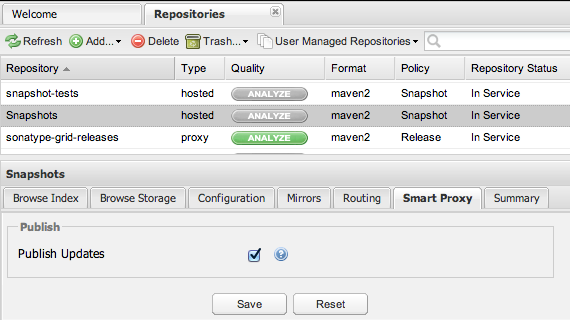 Welcome Repositories
Refresh Add... Delete Trash... User Managed Repositories
Repository Type Quality Format Policy Repository Status
snapshot-tests hosted ANALYZE maven2 Snapshot In Service
Snapshots hosted ANALYZE maven2 Snapshot In Service
sonatype-grid-releases proxy ANALYZE maven2 Release In Service
Snapshots
Browse Index Browse Storage Configuration Mirrors Routing Smart Proxy Summary
Publish
Publish Updates ?
Save Reset